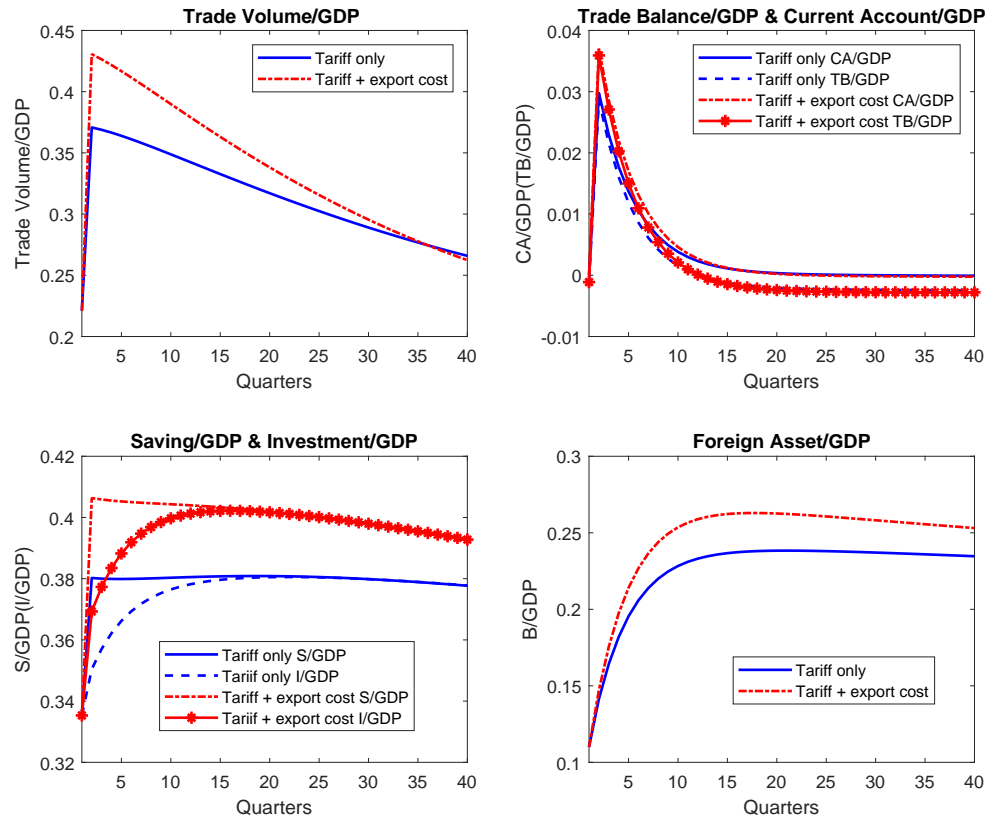 Trade Volume/GDP
Trade Volume/GDP
0.45
0.4
0.35
0.3
0.25
0.2
5 10 15 20 25 30 35 40
Quarters
Tariff only
Tariff + export cost
Trade Balance/GDP & Current Account/GDP
CA/GDP(TB/GDP)
0.04
0.03
0.02
0.01
0
-0.01
5 10 15 20 25 30 35 40
Quarters
Tariff only CA/GDP
Tariff only TB/GDP
Tariff + export cost CA/GDP
Tariff + export cost TB/GDP
Saving/GDP & Investment/GDP
S/GDP(I/GDP)
0.42
0.4
0.38
0.36
0.34
0.32
5 10 15 20 25 30 35 40
Quarters
Tariff only S/GDP
Tariff only I/GDP
Tariff + export cost S/GDP
Tariif + export cost I/GDP
Foreign Asset/GDP
B/GDP
0.3
0.25
0.2
0.15
0.1
5 10 15 20 25 30 35 40
Quarters
Tariff only
Tariff + export cost